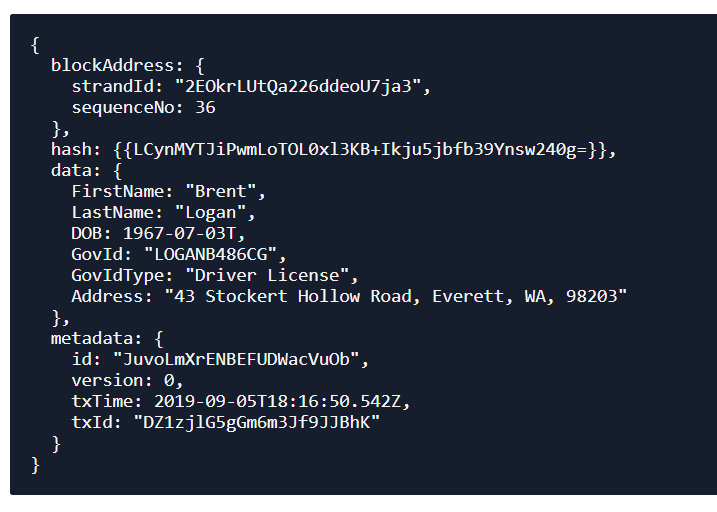 {
  blockAddress: {
    strandId: "2EOkrLUtQa226ddeoU7ja3",
    sequenceNo: 36
  },
  hash: {{LCynMYTJiPwmLoTOL0xl3KB+Ikju5jbfb39Ynsw240g=}},
  data: {
    FirstName: "Brent",
    LastName: "Logan",
    DOB: 1967-07-03T,
    GovId: "LOGANB486CG",
    GovIdType: "Driver License",
    Address: "43 Stockert Hollow Road, Everett, WA, 98203"
  },
  metadata: {
    id: "JuvoLmXrENBEFUDWacVuOb",
    version: 0,
    txTime: 2019-09-05T18:16:50.542Z,
    txId: "DZ1zjlG5gGm6m3Jf9JJBhK"
  }
}